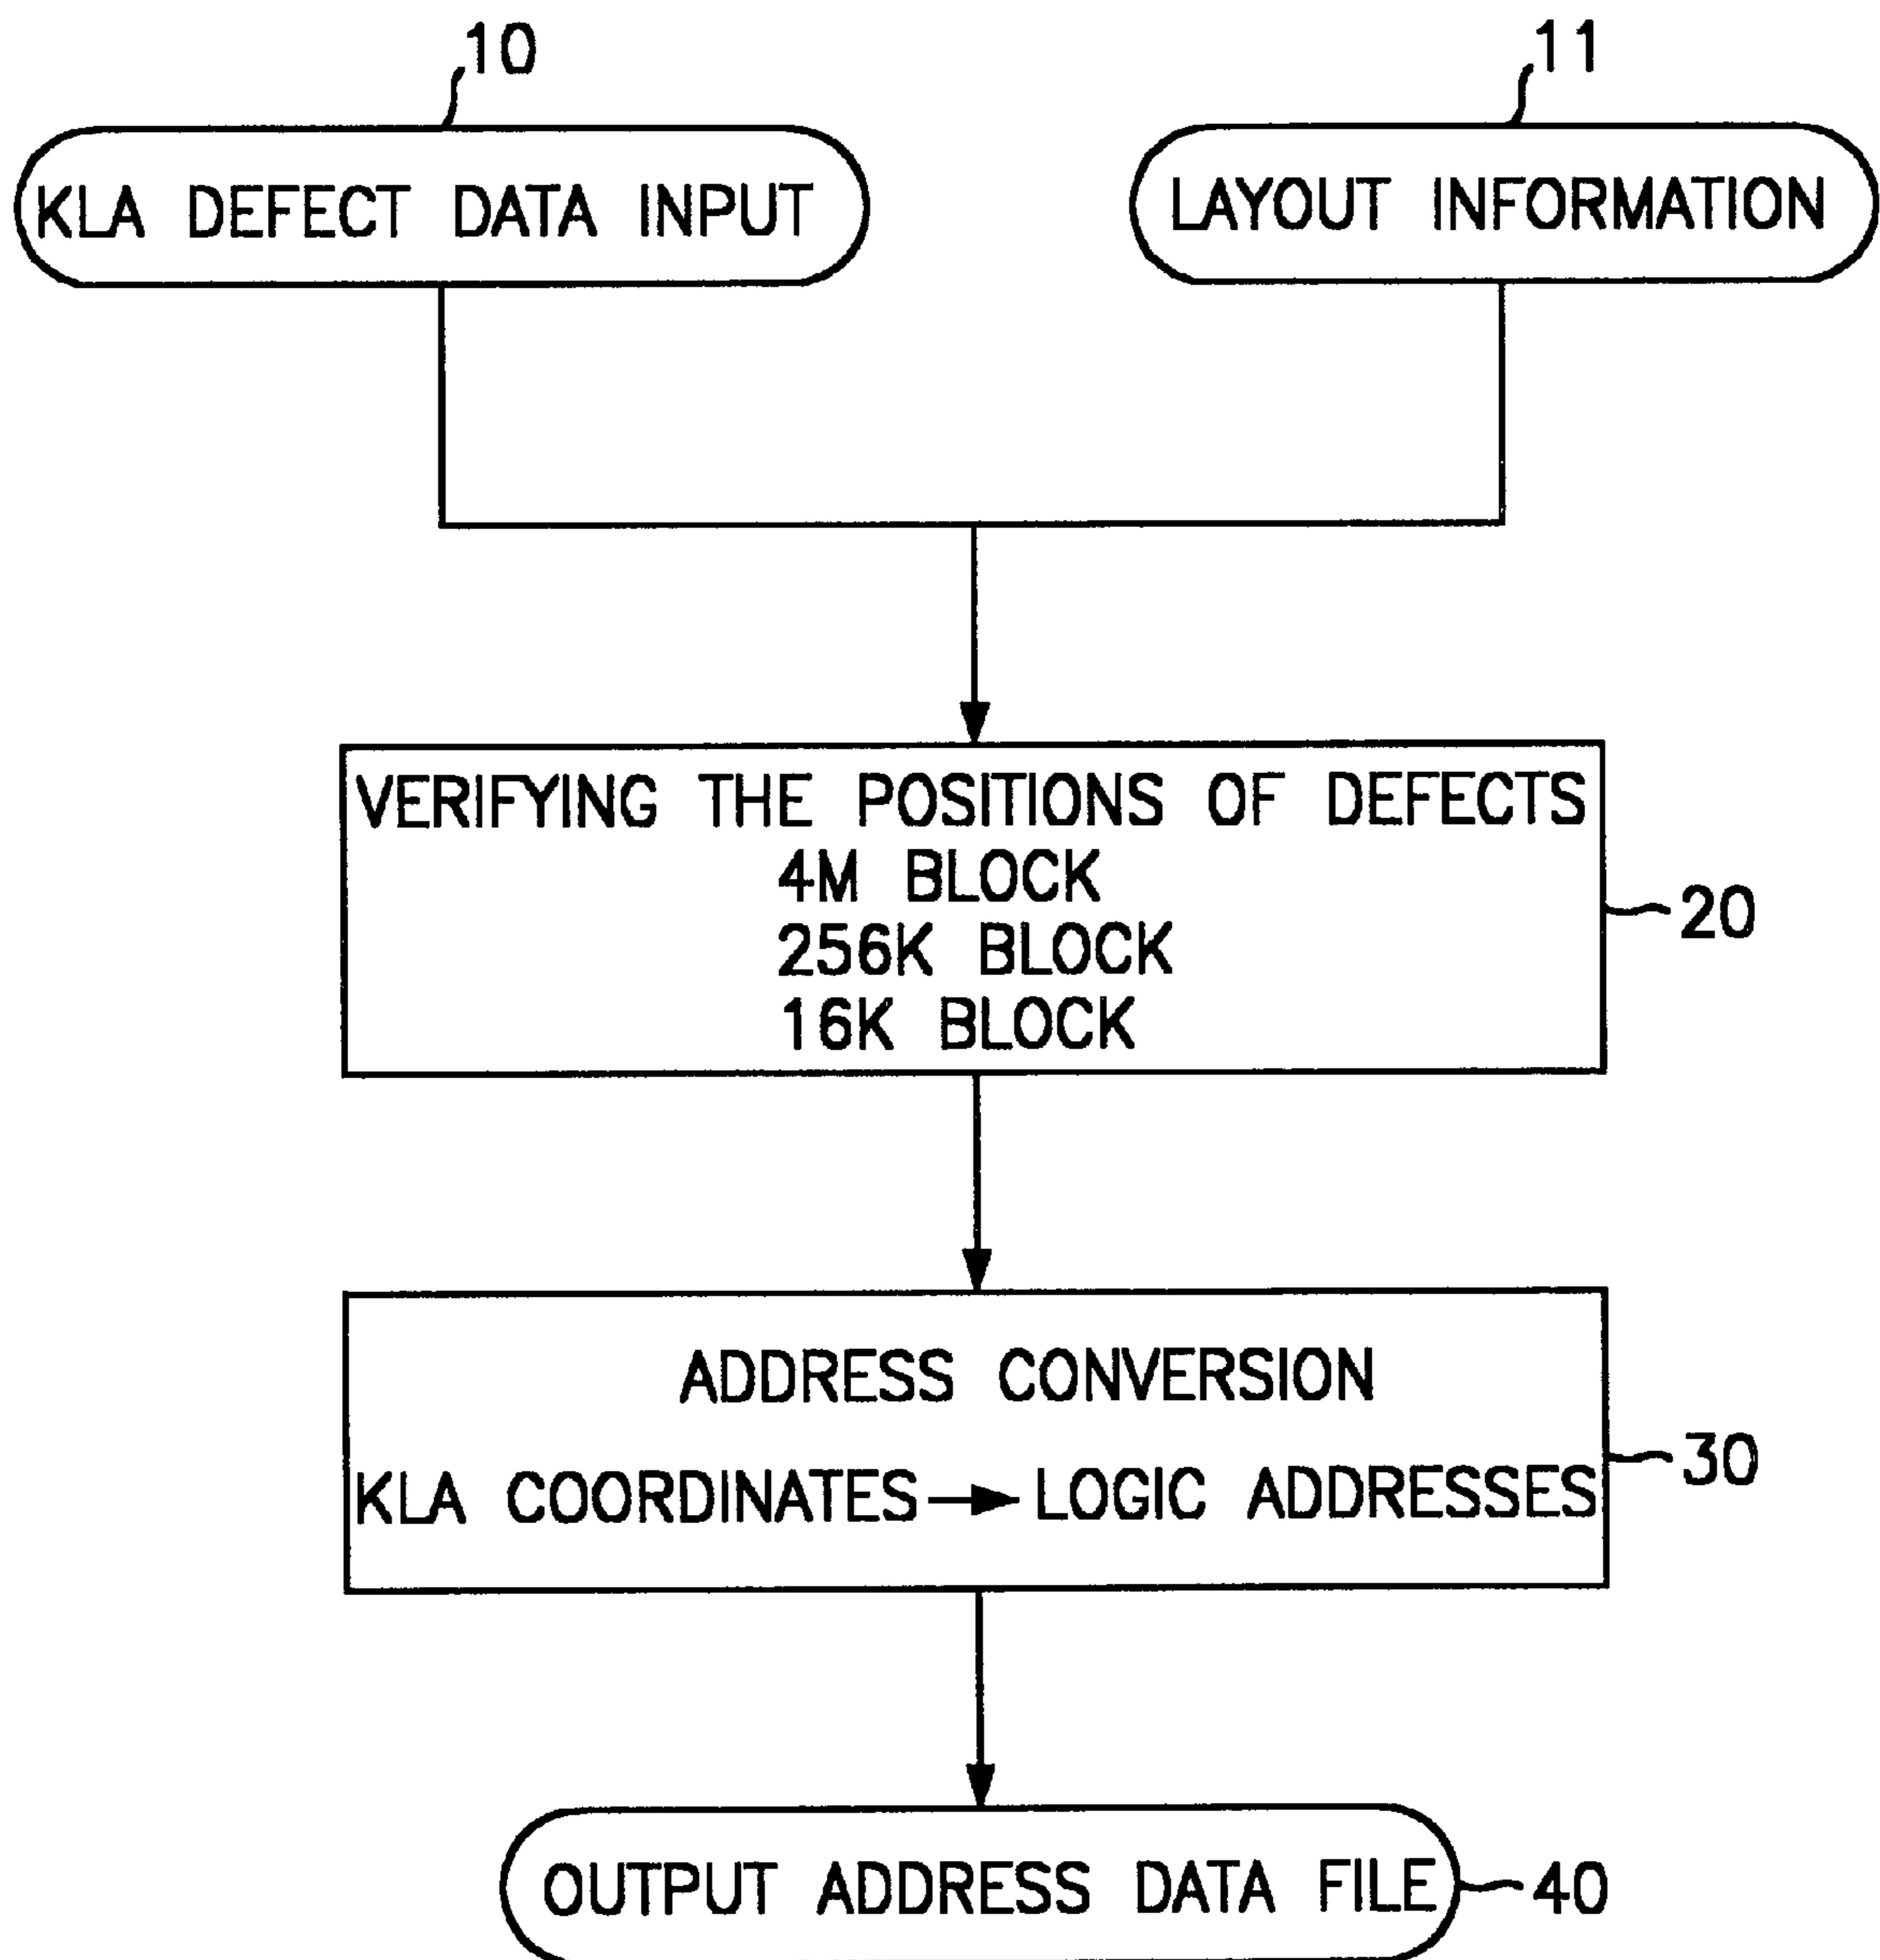 10
11
KLA DEFECT DATA INPUT
LAYOUT INFORMATION
VERIFYING THE POSITIONS OF DEFECTS
4M BLOCK
256K BLOCK
16K BLOCK
20
ADDRESS CONVERSION
KLA COORDINATES → LOGIC ADDRESSES
30
OUTPUT ADDRESS DATA FILE
40